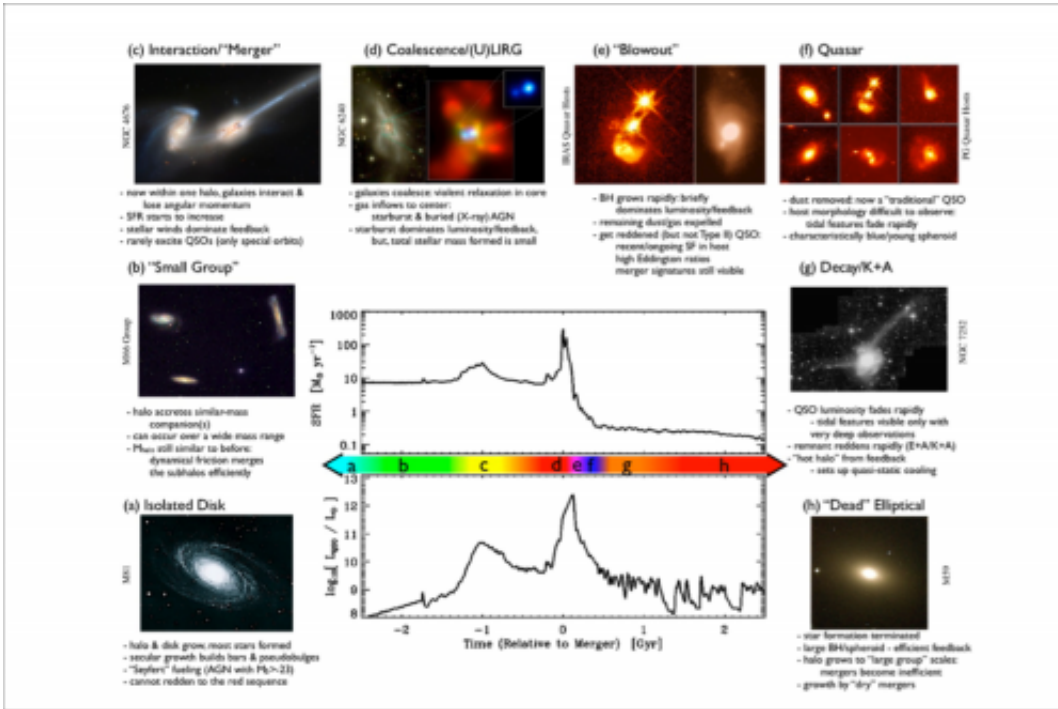 (c) Interaction/"Merger"
NGC 4676
- now within one halo, galaxies interact &
lose angular momentum
- SFR starts to increase
- stellar winds dominate feedback
- rarely excite QSOs (only special orbits)
(d) Coalescence/(U)LIRG
NGC 6240
- galaxies coalesce: violent relaxation in core
- gas inflows to center:
starburst & buried (X-ray) AGN
- starburst dominates luminosity/feedback,
but, total stellar mass formed is small
(e) "Blowout"
IRAS Quasar Hosts
- BH grows rapidly: briefly
dominates luminosity/feedback
- remaining dust/gas expelled
- get reddened (but not Type II) QSO:
recent/ongoing SF in host
high Eddington ratios
merger signatures still visible
(f) Quasar
PG Quasar Hosts
- dust removed: now a "traditional" QSO
- host morphology difficult to observe:
tidal features fade rapidly
- characteristically blue/young spheroid
(b) "Small Group"
M66 Group
- halo accretes similar-mass
companion(s)
- can occur over a wide mass range
- Mhalo still similar to before:
dynamical friction merges
the subhalos efficiently
(a) Isolated Disk
M81
- halo & disk grow, most stars formed
- secular growth builds bars & pseudobulges
- "Seyfert" fueling (AGN with MB>-23)
- cannot redden to the red sequence
SFR [M⊙ yr⁻¹]
1000
100
10
1
0.1
a b c d e f g h
log₁₀[ LQSO / L⊙ ]
13
12
11
10
9
8
-2 -1 0 1 2
Time (Relative to Merger) [Gyr]
(g) Decay/K+A
NGC 7252
- QSO luminosity fades rapidly
- tidal features visible only with
very deep observations
- remnant reddens rapidly (E+A/K+A)
- "hot halo" from feedback
- sets up quasi-static cooling
(h) "Dead" Elliptical
M59
- star formation terminated
- large BH/spheroid - efficient feedback
- halo grows to "large group" scales:
mergers become inefficient
- growth by "dry" mergers